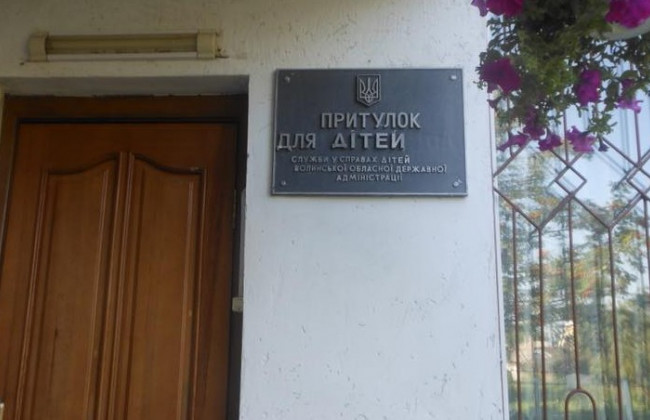 ПРИТУЛОК
ДЛЯ ДІТЕЙ
СЛУЖБИ У СПРАВАХ ДІТЕЙ
ВОЛИНСЬКОЇ ОБЛАСНОЇ ДЕРЖАВНОЇ
АДМІНІСТРАЦІЇ